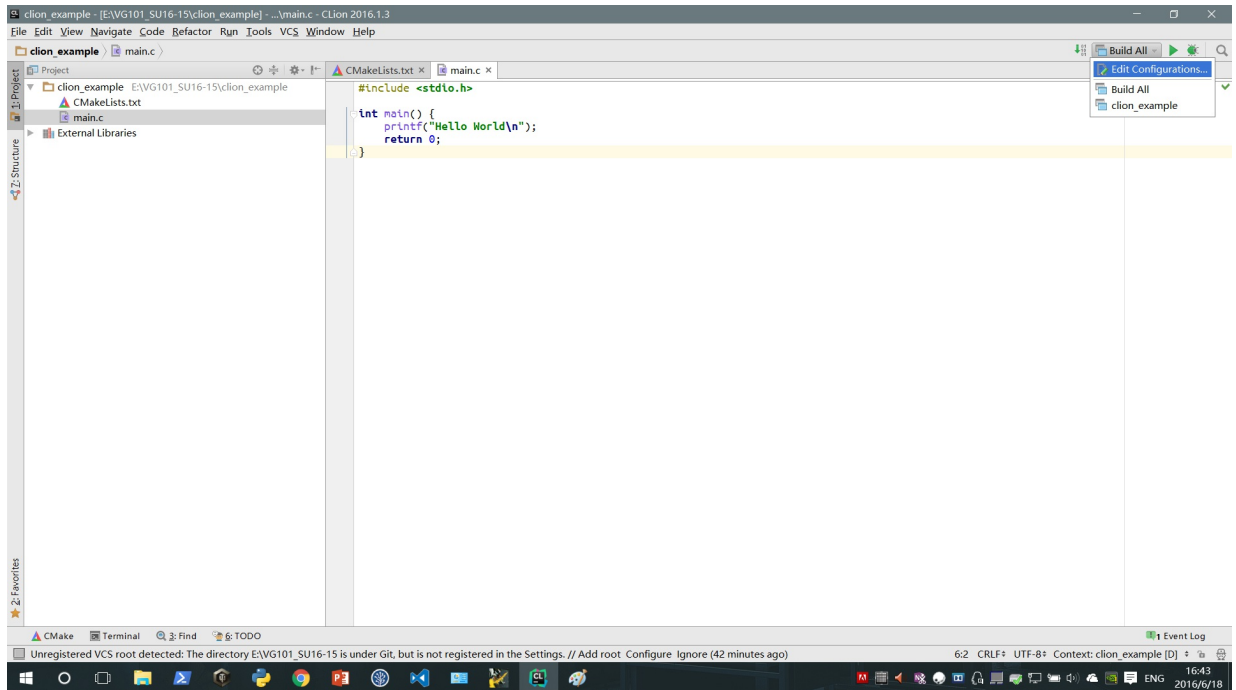 clion_example - [E:\VG101_SU16-15\clion_example] - ...\main.c - CLion 2016.1.3
File Edit View Navigate Code Refactor Run Tools VCS Window Help
clion_example main.c
Build All
Edit Configurations...
Build All
clion_example
1: Project
Z: Structure
2: Favorites
Project
clion_example E:\VG101_SU16-15\clion_example
CMakeLists.txt
main.c
External Libraries
CMakeLists.txt × main.c ×
#include <stdio.h>
int main() {
printf("Hello World\n");
return 0;
}
CMake Terminal 3: Find 6: TODO
1 Event Log
Unregistered VCS root detected: The directory E:\VG101_SU16-15 is under Git, but is not registered in the Settings. // Add root Configure Ignore (42 minutes ago)
6:2 CRLF UTF-8 Context: clion_example [D]
ENG
16:43
2016/6/18